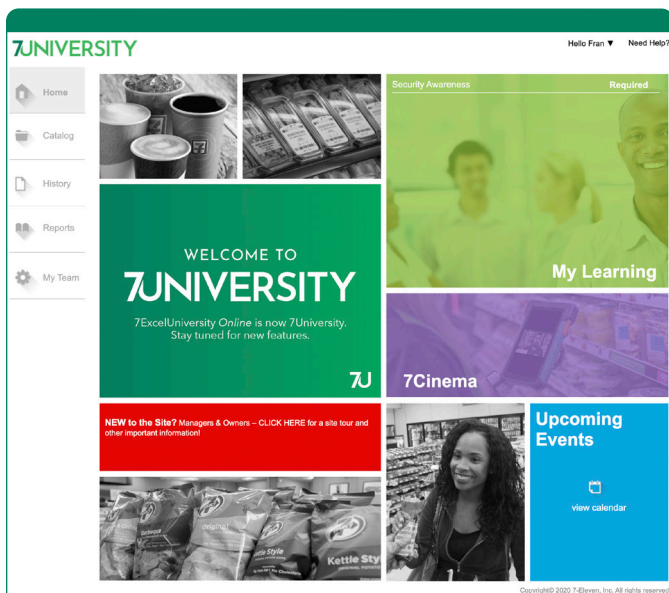 7UNIVERSITY
Hello Fran ▼ Need Help?
Home
Catalog
History
Reports
My Team
Security Awareness Required
My Learning
WELCOME TO
7UNIVERSITY
7ExcelUniversity Online is now 7University.
Stay tuned for new features.
7U
7Cinema
NEW to the Site? Managers & Owners – CLICK HERE for a site tour and
other important information!
Upcoming
Events
view calendar
original
Kettle Style
Kettle Sty
Copyright© 2020 7-Eleven, Inc. All rights reserved